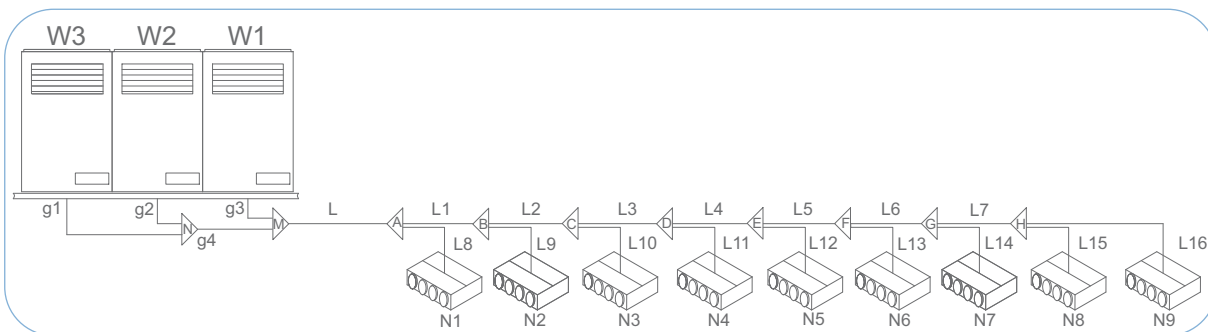 W3 W2 W1
g1 g2 g3 L L1 L2 L3 L4 L5 L6 L7
N g4 M A B C D E F G H
L8 L9 L10 L11 L12 L13 L14 L15 L16
N1 N2 N3 N4 N5 N6 N7 N8 N9